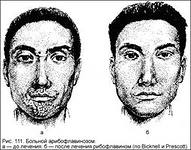 а
б
Рис. 111. Больной арибофлавинозом:
а — до лечения: б — после лечения рибофлавином (по Bicknell и Prescott).